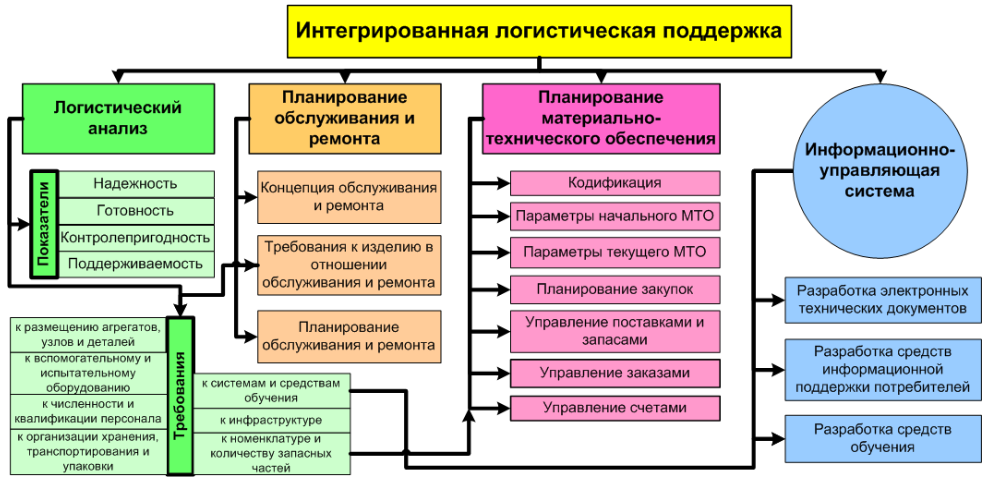 Интегрированная логистическая поддержка
Логистический
анализ
Показатели
Надежность
Готовность
Контролепригодность
Поддерживаемость
Требования
к размещению агрегатов,
узлов и деталей
к вспомогательному и
испытательному
оборудованию
к численности и
квалификации персонала
к организации хранения,
транспортирования и
упаковки
к системам и средствам
обучения
к инфраструктуре
к номенклатуре и
количеству запасных
частей
Планирование
обслуживания и
ремонта
Концепция обслуживания
и ремонта
Требования к изделию в
отношении
обслуживания и ремонта
Планирование
обслуживания и ремонта
Планирование
материально-
технического обеспечения
Кодификация
Параметры начального МТО
Параметры текущего МТО
Планирование закупок
Управление поставками и
запасами
Управление заказами
Управление счетами
Информационно-
управляющая
система
Разработка электронных
технических документов
Разработка средств
информационной
поддержки потребителей
Разработка средств
обучения